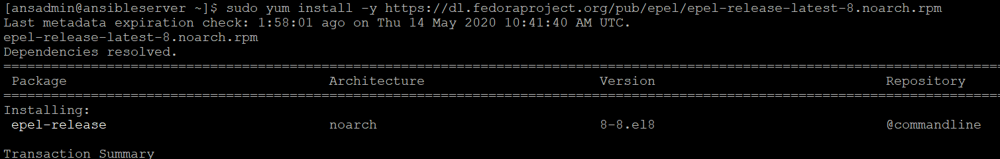 [ansadmin@ansibleserver ~]$ sudo yum install -y https://dl.fedoraproject.org/pub/epel/epel-release-latest-8.noarch.rpm
Last metadata expiration check: 1:58:01 ago on Thu 14 May 2020 10:41:40 AM UTC.
epel-release-latest-8.noarch.rpm
Dependencies resolved.
================================================================================================================================
Package Architecture Version Repository
================================================================================================================================
Installing:
epel-release noarch 8-8.el8 @commandline
Transaction Summary